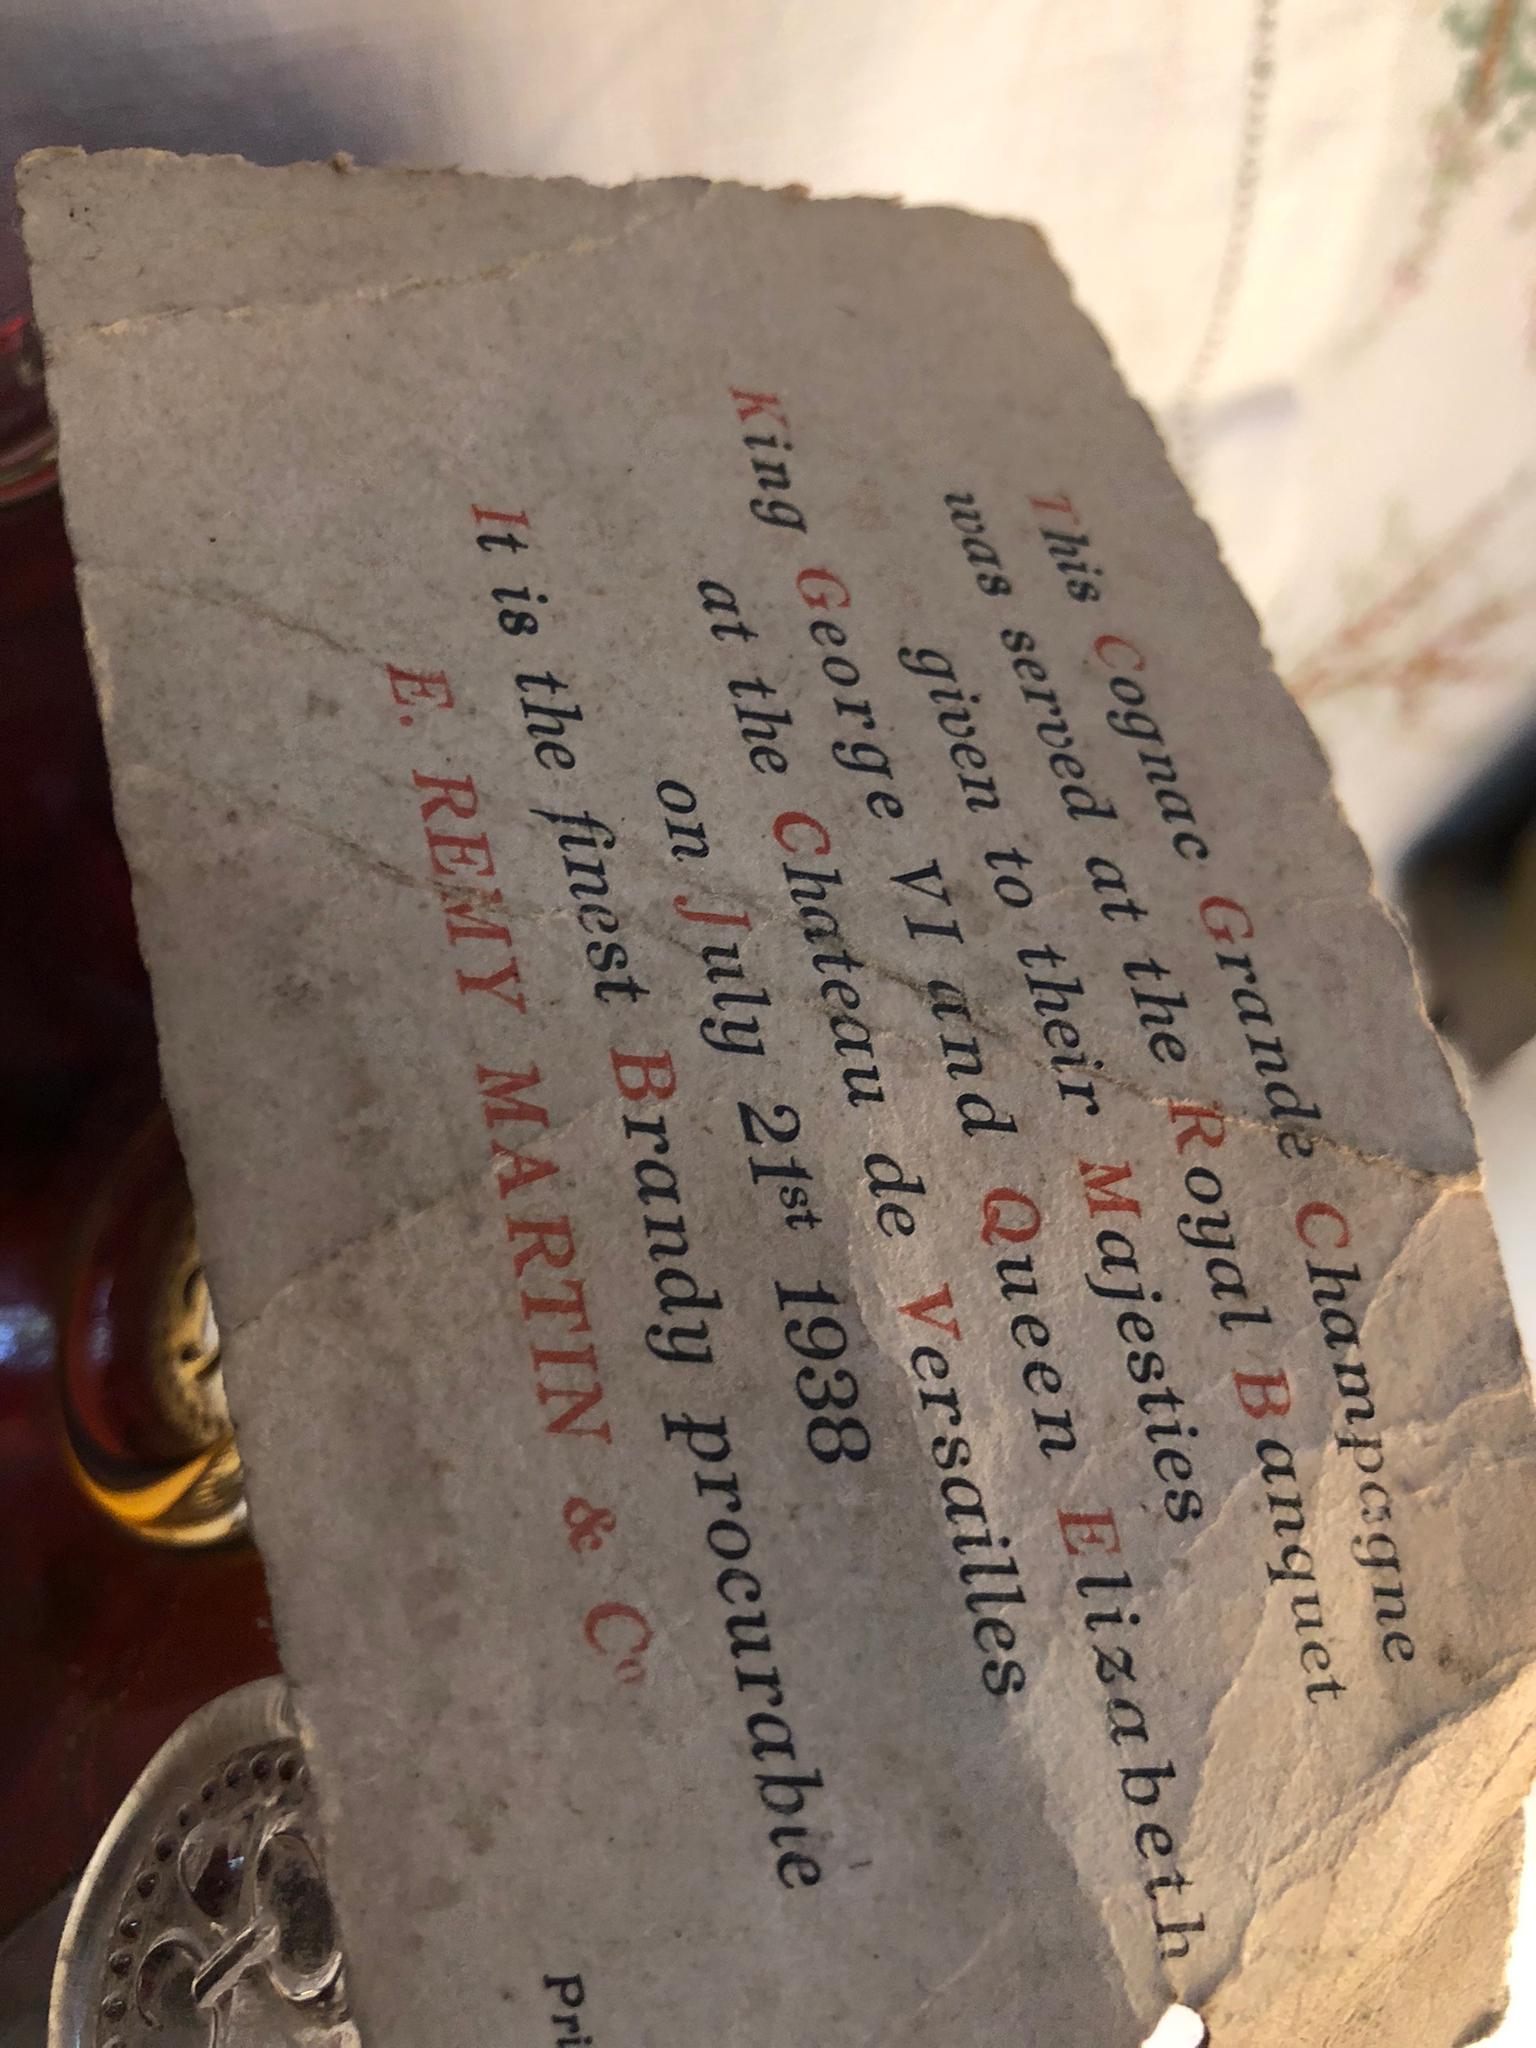 This Cognac Grande Champagne
was served at the Royal Banquet
given to their Majesties
King George VI and Queen Elizabeth
at the Chateau de Versailles
on July 21st 1938
It is the finest Brandy procurable
E. REMY MARTIN & Co
Pri